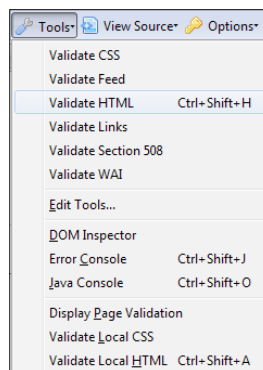 Tools View Source Options
Validate CSS
Validate Feed
Validate HTML Ctrl+Shift+H
Validate Links
Validate Section 508
Validate WAI
Edit Tools...
DOM Inspector
Error Console Ctrl+Shift+J
Java Console Ctrl+Shift+O
Display Page Validation
Validate Local CSS
Validate Local HTML Ctrl+Shift+A